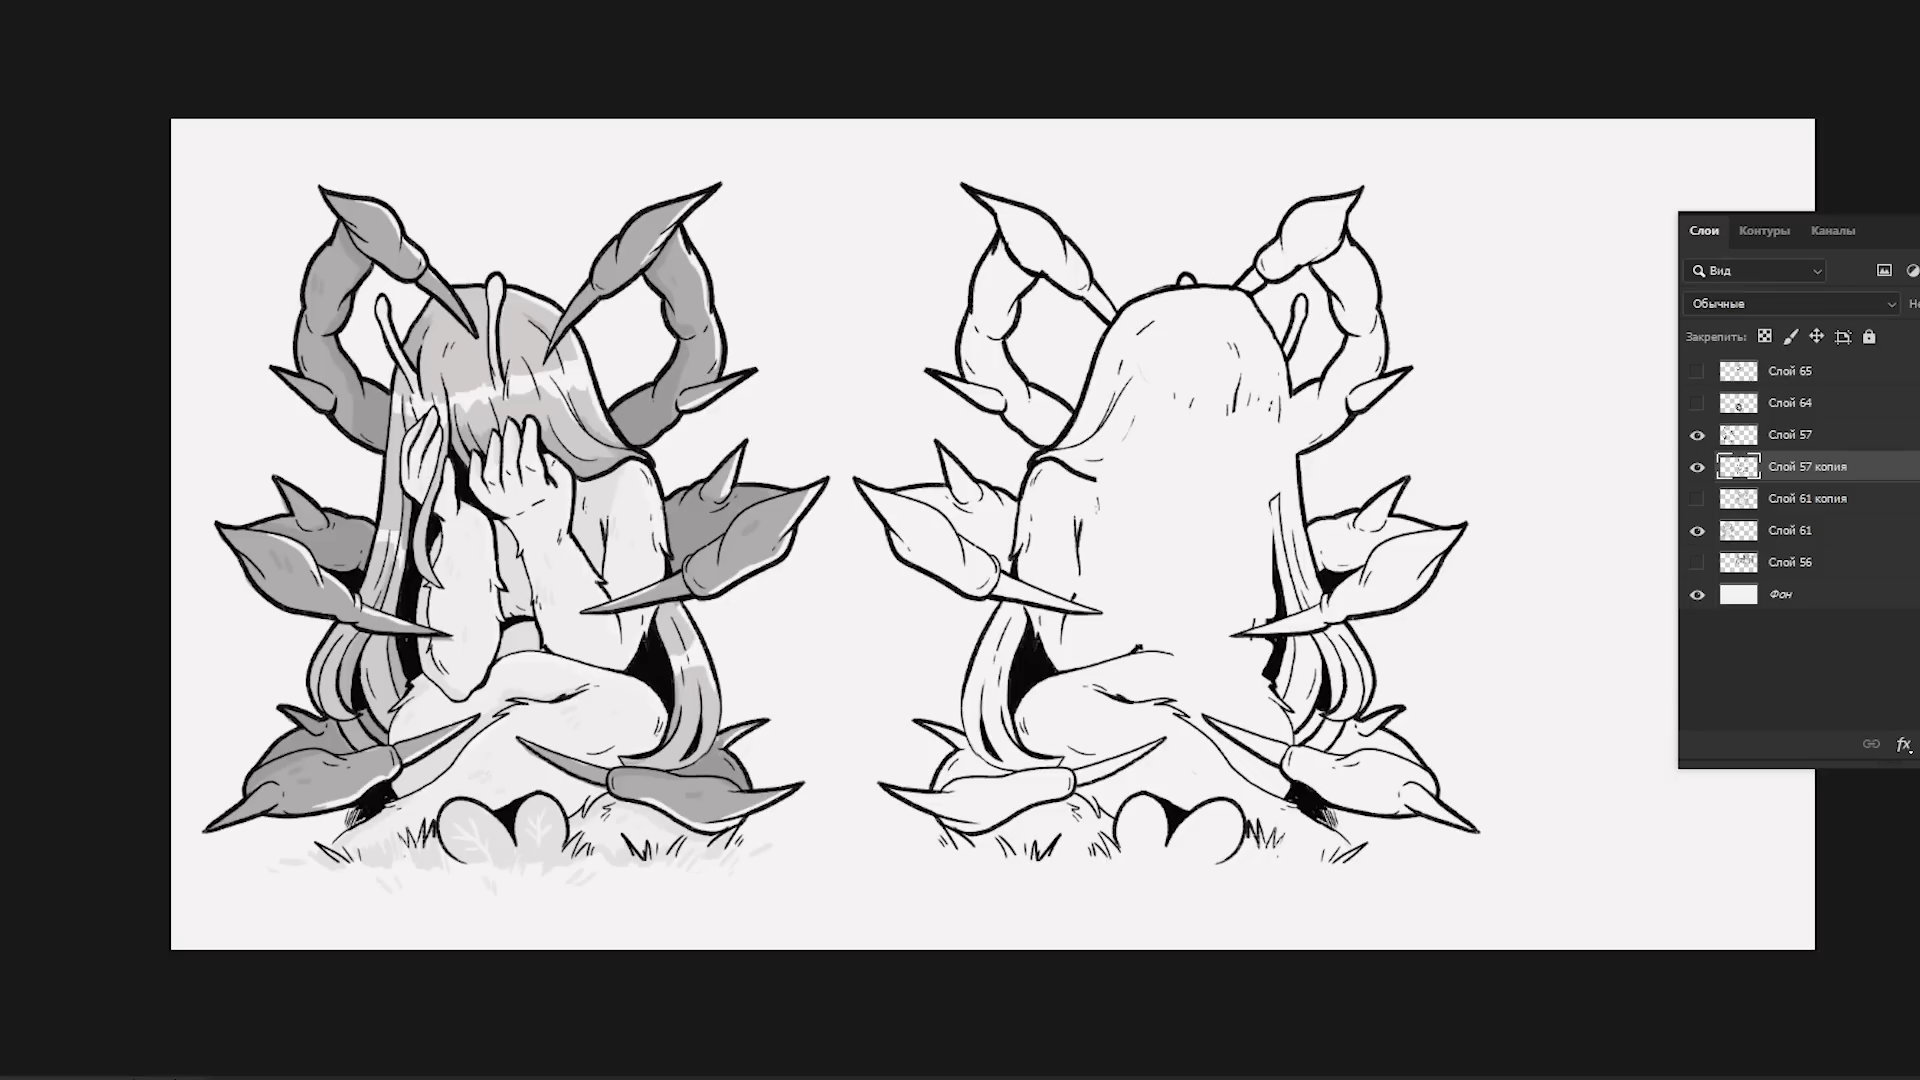 Слои Контуры Каналы
Вид
Обычные
Закрепить:
Слой 65
Слой 64
Слой 57
Слой 57 копия
Слой 61 копия
Слой 61
Слой 56
Фон
fx